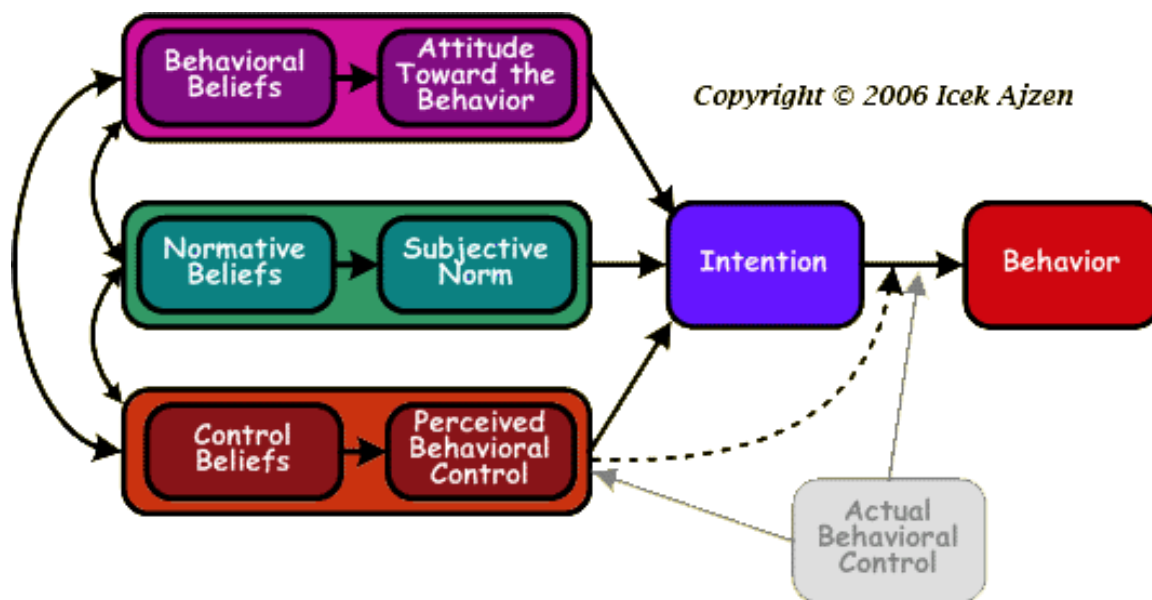 Behavioral
Beliefs
Attitude
Toward the
Behavior
Copyright © 2006 Icek Ajzen
Normative
Beliefs
Subjective
Norm
Intention
Behavior
Control
Beliefs
Perceived
Behavioral
Control
Actual
Behavioral
Control